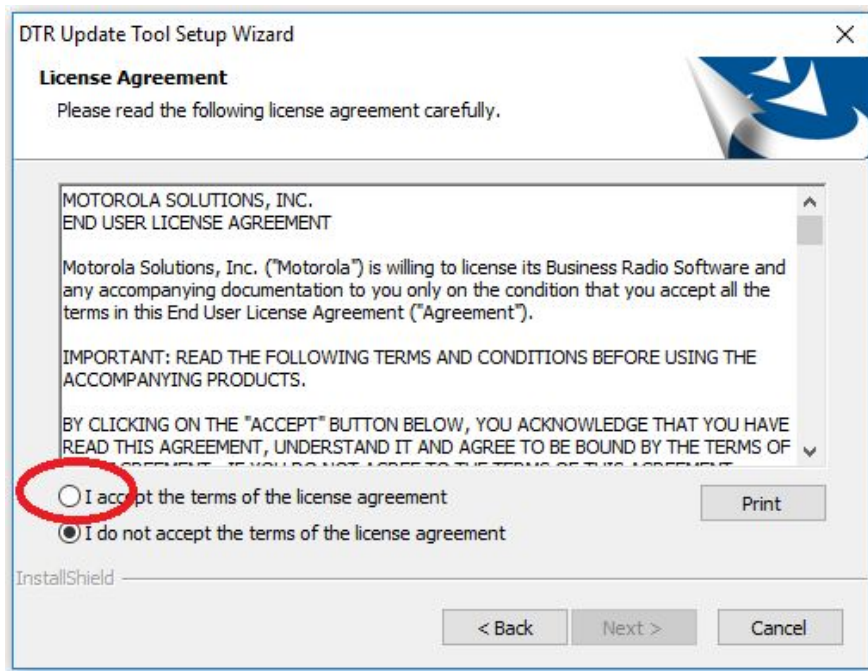 DTR Update Tool Setup Wizard
License Agreement
Please read the following license agreement carefully.
MOTOROLA SOLUTIONS, INC.
END USER LICENSE AGREEMENT
Motorola Solutions, Inc. ("Motorola") is willing to license its Business Radio Software and
any accompanying documentation to you only on the condition that you accept all the
terms in this End User License Agreement ("Agreement").
IMPORTANT: READ THE FOLLOWING TERMS AND CONDITIONS BEFORE USING THE
ACCOMPANYING PRODUCTS.
BY CLICKING ON THE "ACCEPT" BUTTON BELOW, YOU ACKNOWLEDGE THAT YOU HAVE
READ THIS AGREEMENT, UNDERSTAND IT AND AGREE TO BE BOUND BY THE TERMS OF
I accept the terms of the license agreement
Print
I do not accept the terms of the license agreement
InstallShield
< Back
Next >
Cancel